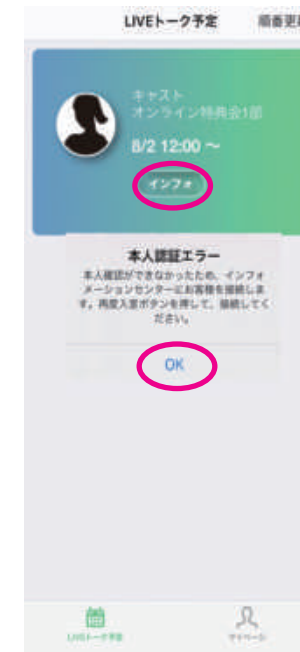 LIVEトーク予定 順番更新
キャスト
オンライン特典会1部
8/2 12:00 ～
インフォ
本人認証エラー
本人確認ができなかったため、インフォ
メーションセンターにお客様を接続しま
す。再度入室ボタンを押して、接続してく
ださい。
OK
LIVEトーク予定 マイページ